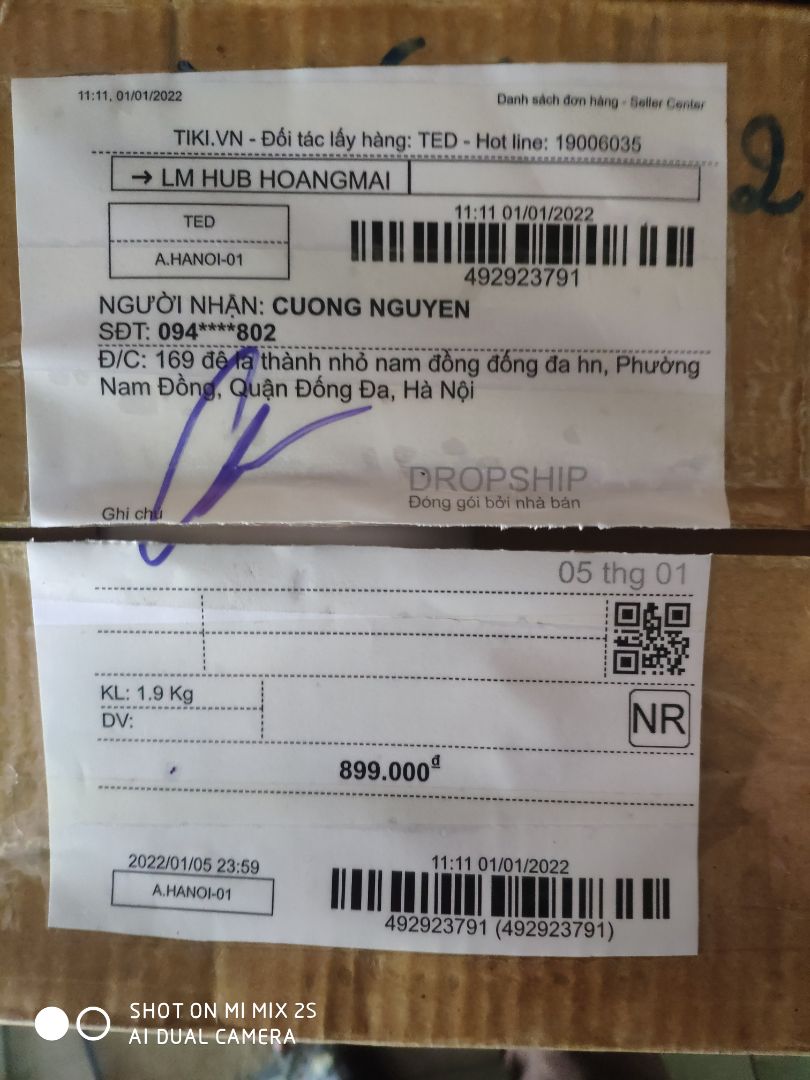 2
11:11, 01/01/2022 Danh sách đơn hàng - Seller Center
TIKI.VN - Đối tác lấy hàng: TED - Hot line: 19006035
→ LM HUB HOANGMAI
TED
A.HANOI-01
11:11 01/01/2022
492923791
NGƯỜI NHẬN: CUONG NGUYEN
SĐT: 094****802
Đ/C: 169 đê la thành nhỏ nam đồng đống đa hn, Phường
Nam Đồng, Quận Đống Đa, Hà Nội
DROPSHIP
Đóng gói bởi nhà bán
Ghi chú
05 thg 01
KL: 1.9 Kg
DV:
NR
899.000đ
2022/01/05 23:59
A.HANOI-01
11:11 01/01/2022
492923791 (492923791)
SHOT ON MI MIX 2S
AI DUAL CAMERA